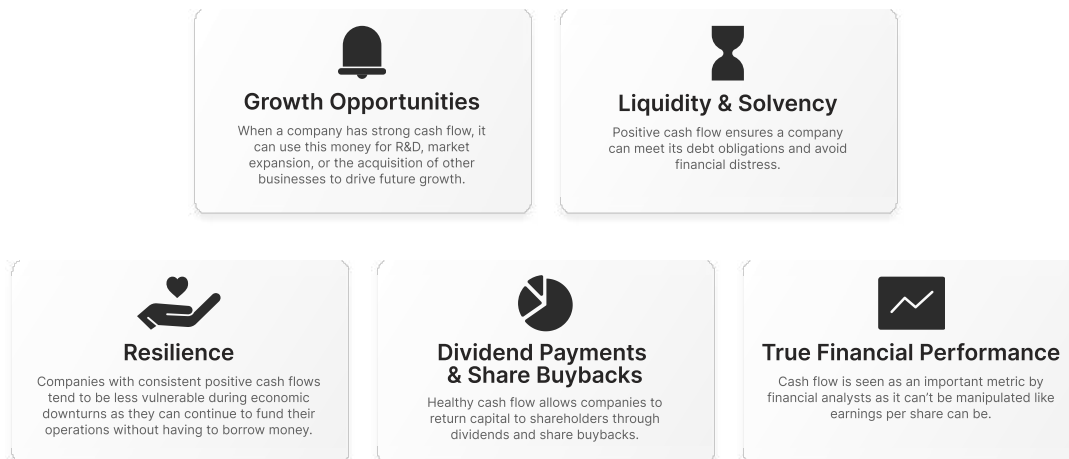 Growth Opportunities
When a company has strong cash flow, it
can use this money for R&D, market
expansion, or the acquisition of other
businesses to drive future growth.
Liquidity & Solvency
Positive cash flow ensures a company
can meet its debt obligations and avoid
financial distress.
Resilience
Companies with consistent positive cash flows
tend to be less vulnerable during economic
downturns as they can continue to fund their
operations without having to borrow money.
Dividend Payments
& Share Buybacks
Healthy cash flow allows companies to
return capital to shareholders through
dividends and share buybacks.
True Financial Performance
Cash flow is seen as an important metric by
financial analysts as it can’t be manipulated like
earnings per share can be.